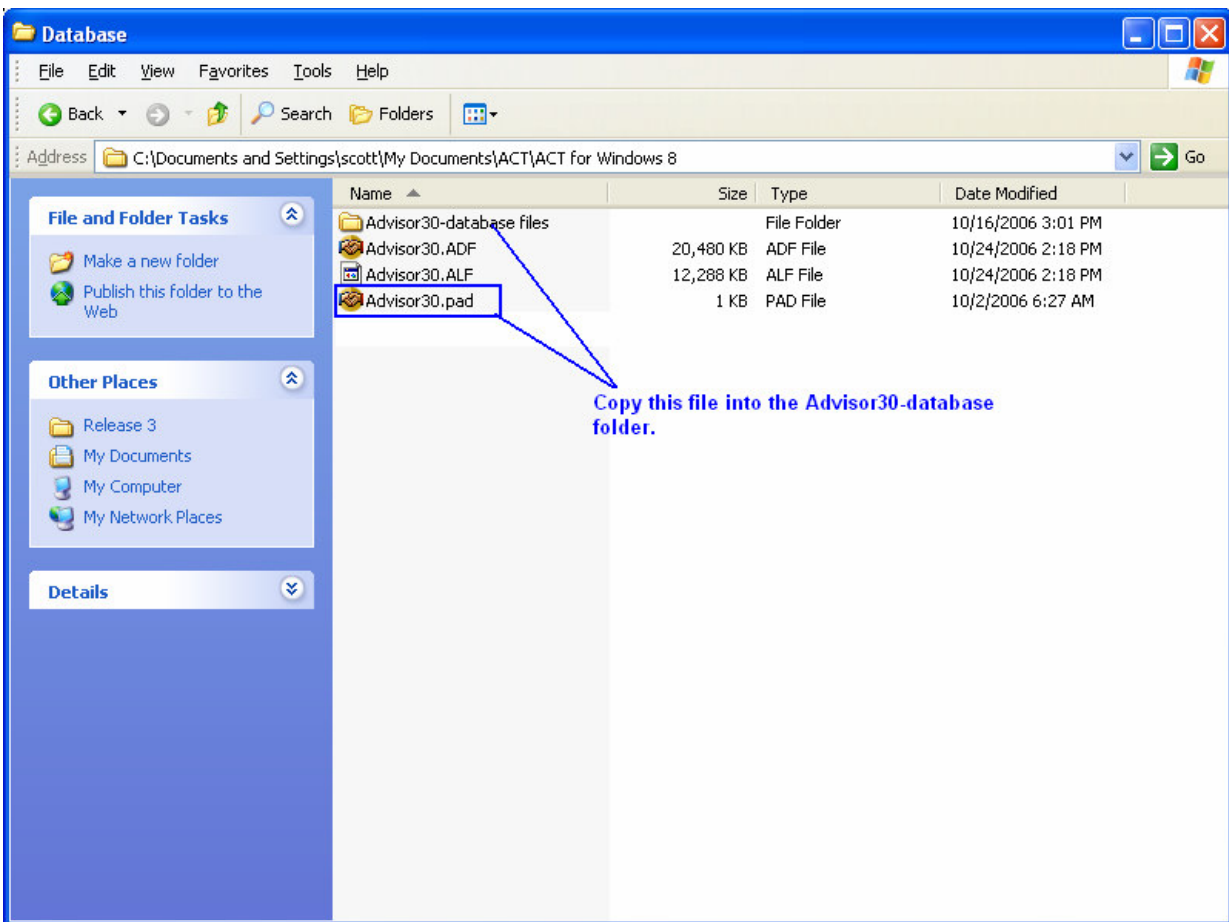 Database
File Edit View Favorites Tools Help
Back Search Folders
Address C:\Documents and Settings\scott\My Documents\ACT\ACT for Windows 8 Go
Name Size Type Date Modified
File and Folder Tasks
Make a new folder
Publish this folder to the
Web
Other Places
Release 3
My Documents
My Computer
My Network Places
Details
Advisor30-database files File Folder 10/16/2006 3:01 PM
Advisor30.ADF 20,480 KB ADF File 10/24/2006 2:18 PM
Advisor30.ALF 12,288 KB ALF File 10/24/2006 2:18 PM
Advisor30.pad 1 KB PAD File 10/2/2006 6:27 AM
Copy this file into the Advisor30-database
folder.